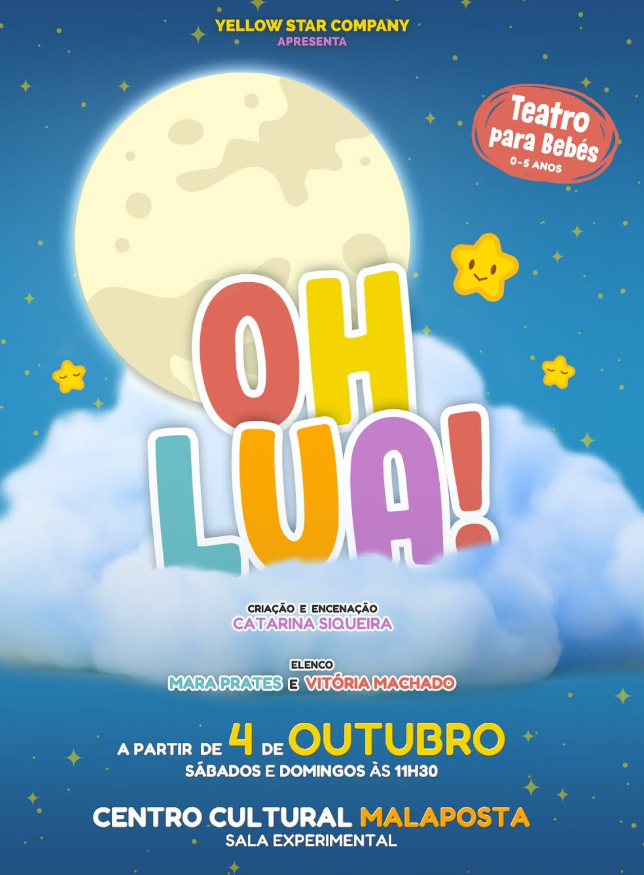 YELLOW STAR COMPANY
APRESENTA
Teatro
para Bebés
0-5 ANOS
OH
LUA!
CRIAÇÃO E ENCENAÇÃO
CATARINA SIQUEIRA
ELENCO
MARA PRATES E VITÓRIA MACHADO
A PARTIR DE 4 DE OUTUBRO
SÁBADOS E DOMINGOS ÀS 11H30
CENTRO CULTURAL MALAPOSTA
SALA EXPERIMENTAL